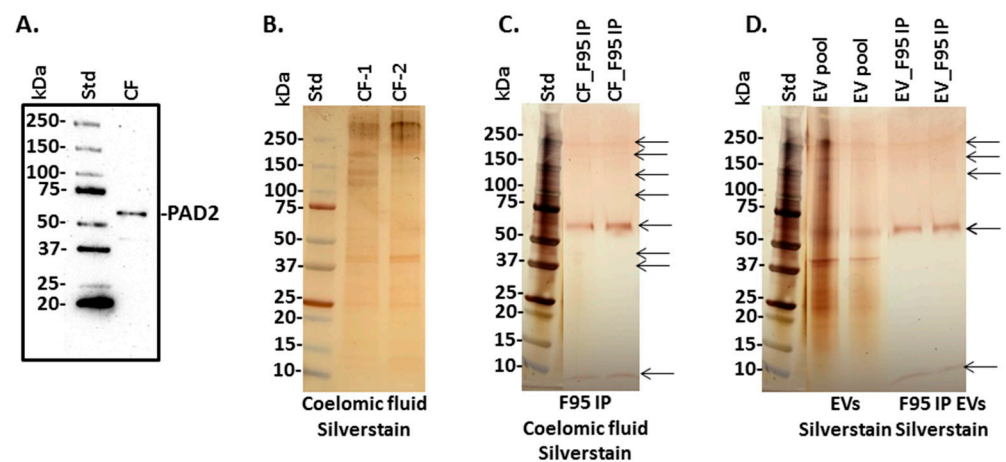 A.
kDa
Std
CF
250-
150-
100-
75-
50-
37-
25-
20-
-PAD2
B.
kDa
Std
CF-1
CF-2
250-
150-
100-
75-
50-
37-
25-
20-
15-
10-
Coelomic fluid
Silverstain
C.
kDa
Std
CF_F95 IP
CF_F95 IP
250-
150-
100-
75-
50-
37-
25-
20-
15-
10-
F95 IP
Coelomic fluid
Silverstain
D.
kDa
Std
EV pool
EV pool
EV_F95 IP
EV_F95 IP
250-
150-
100-
75-
50-
37-
25-
20-
15-
10-
EVs
Silverstain
F95 IP EVs
Silverstain